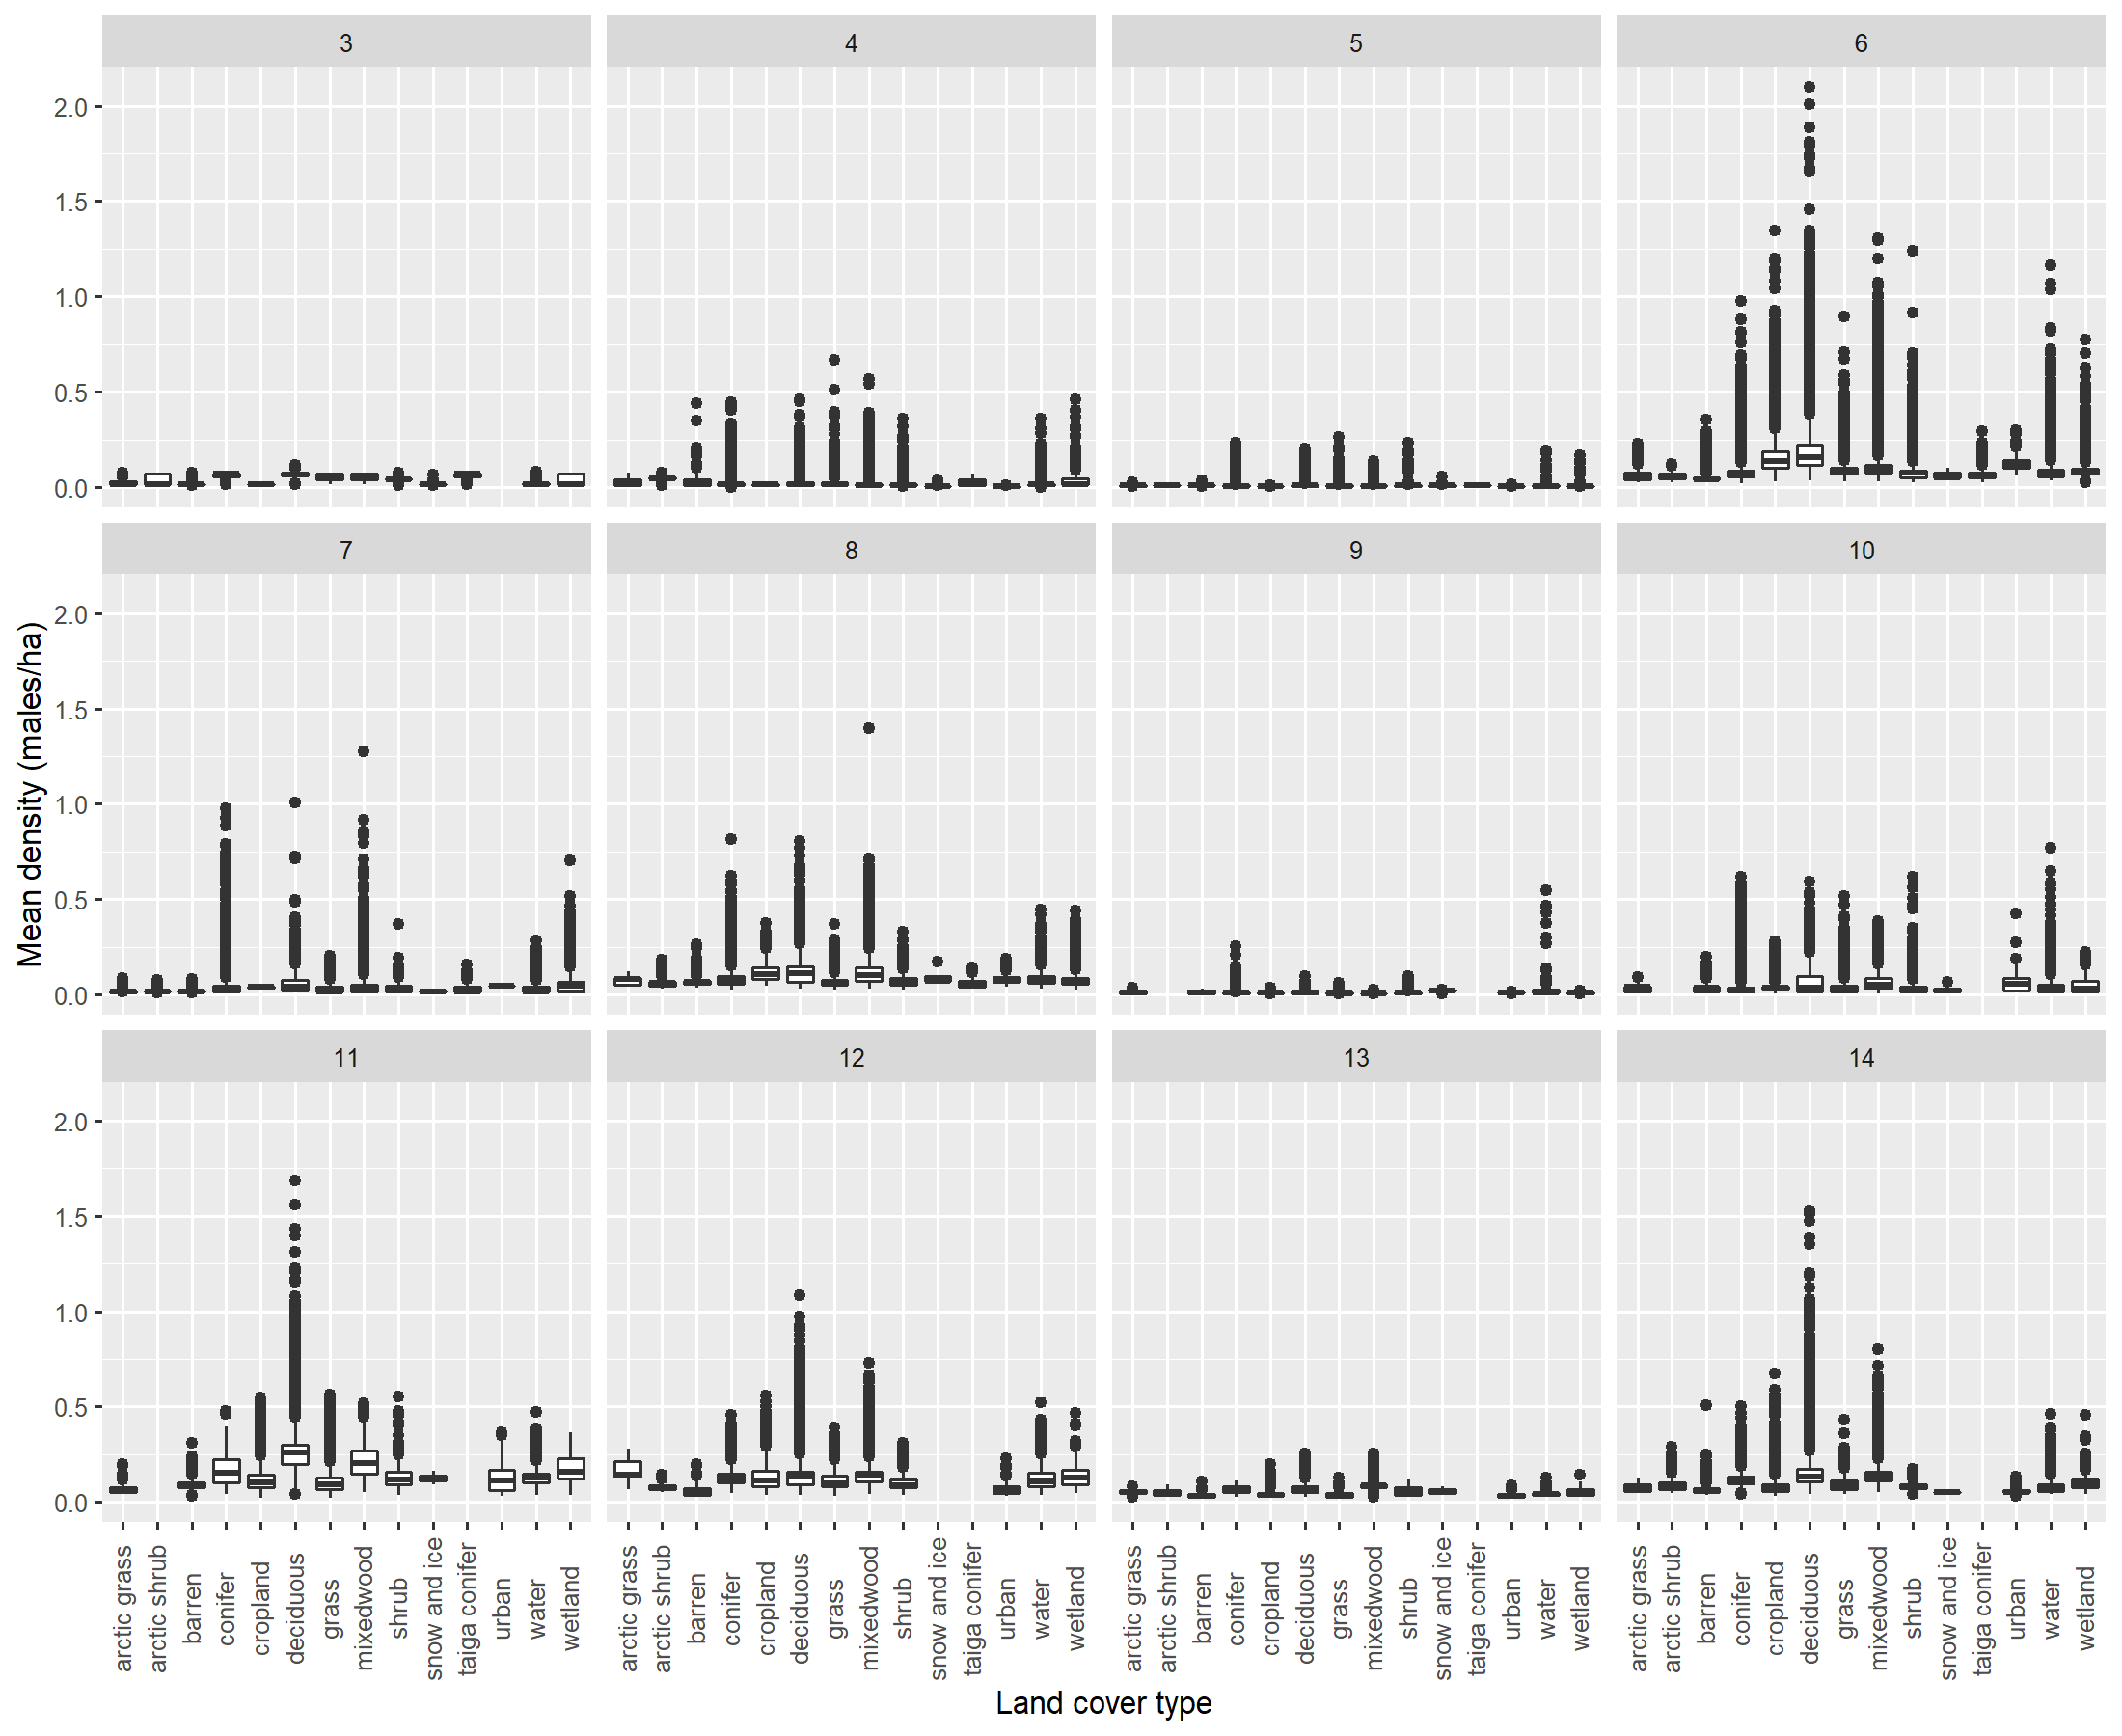 3 4 5 6
2.0
1.5
1.0
0.5
0.0
7 8 9 10
2.0
1.5
1.0
0.5
0.0
Mean density (males/ha)
11 12 13 14
2.0
1.5
1.0
0.5
0.0
arctic grass arctic shrub barren conifer cropland deciduous grass mixedwood shrub snow and ice taiga conifer urban water wetland
arctic grass arctic shrub barren conifer cropland deciduous grass mixedwood shrub snow and ice taiga conifer urban water wetland
arctic grass arctic shrub barren conifer cropland deciduous grass mixedwood shrub snow and ice taiga conifer urban water wetland
arctic grass arctic shrub barren conifer cropland deciduous grass mixedwood shrub snow and ice taiga conifer urban water wetland
Land cover type